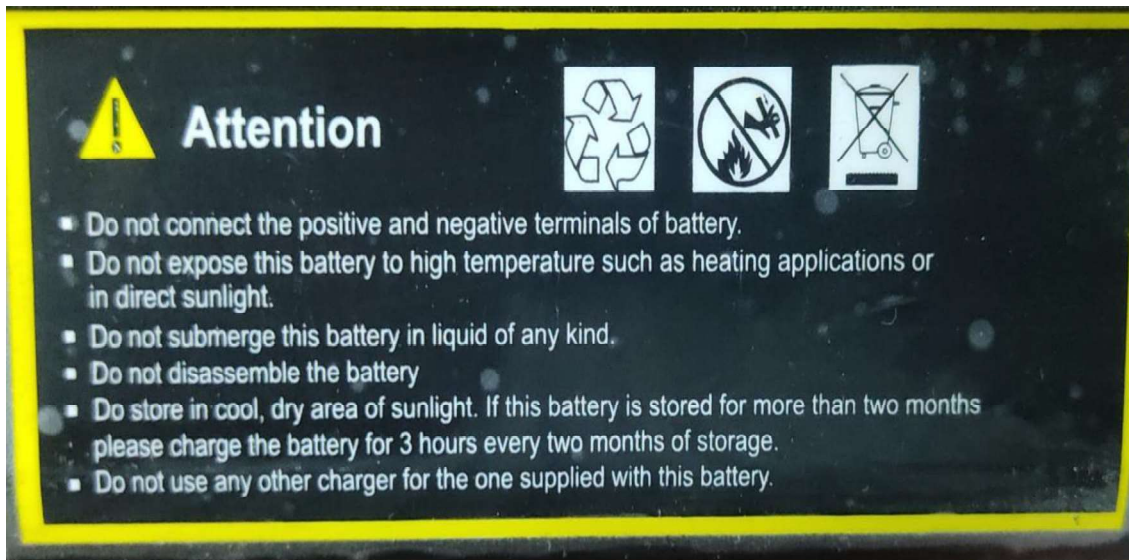 Attention
▪ Do not connect the positive and negative terminals of battery.
▪ Do not expose this battery to high temperature such as heating applications or
in direct sunlight.
▪ Do not submerge this battery in liquid of any kind.
▪ Do not disassemble the battery
▪ Do store in cool, dry area of sunlight. If this battery is stored for more than two months
please charge the battery for 3 hours every two months of storage.
▪ Do not use any other charger for the one supplied with this battery.